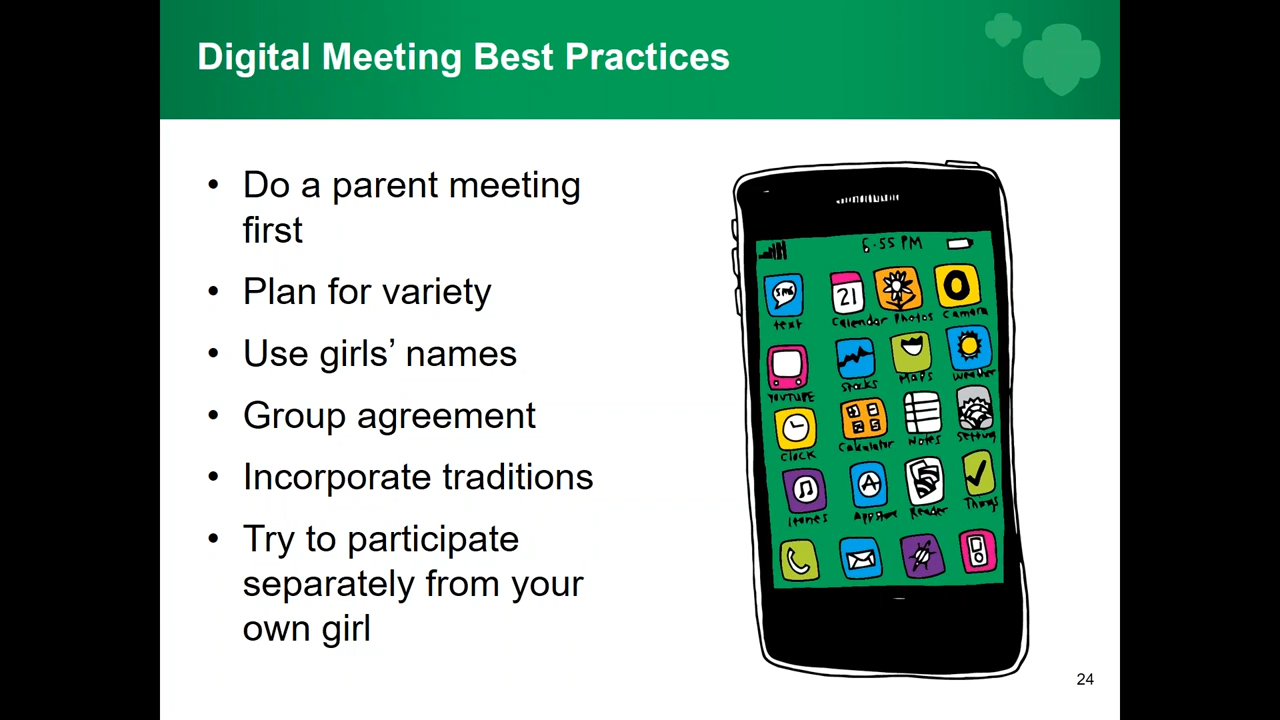 Digital Meeting Best Practices
• Do a parent meeting
first
• Plan for variety
• Use girls’ names
• Group agreement
• Incorporate traditions
• Try to participate
separately from your
own girl
6:55 PM
SMS
21
text
Calendar
Photos
Camera
YOUTUBE
Stocks
Maps
Weather
Clock
Calculator
Notes
Setting
Itunes
App store
Reader
Things
24